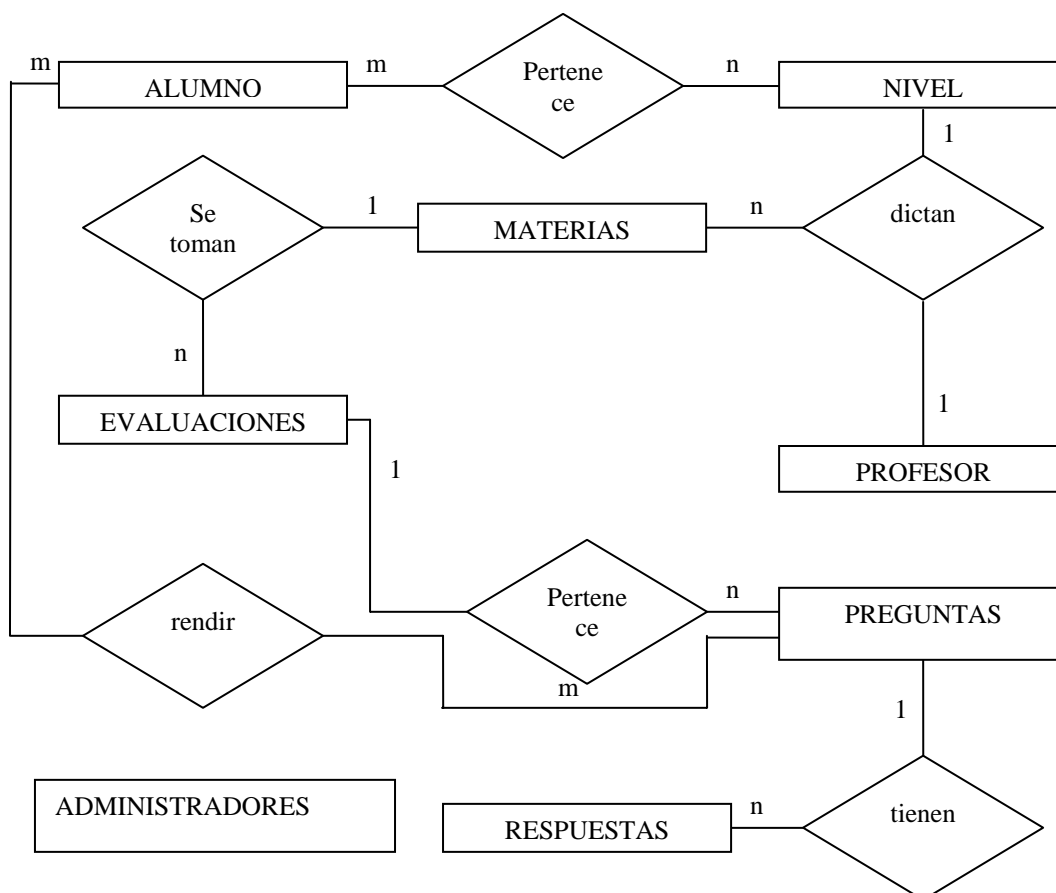 m
ALUMNO
m
Pertene
ce
n
NIVEL
1
Se
toman
1
MATERIAS
n
dictan
n
EVALUACIONES
1
1
PROFESOR
rendir
Pertene
ce
n
PREGUNTAS
m
1
ADMINISTRADORES
RESPUESTAS
n
tienen